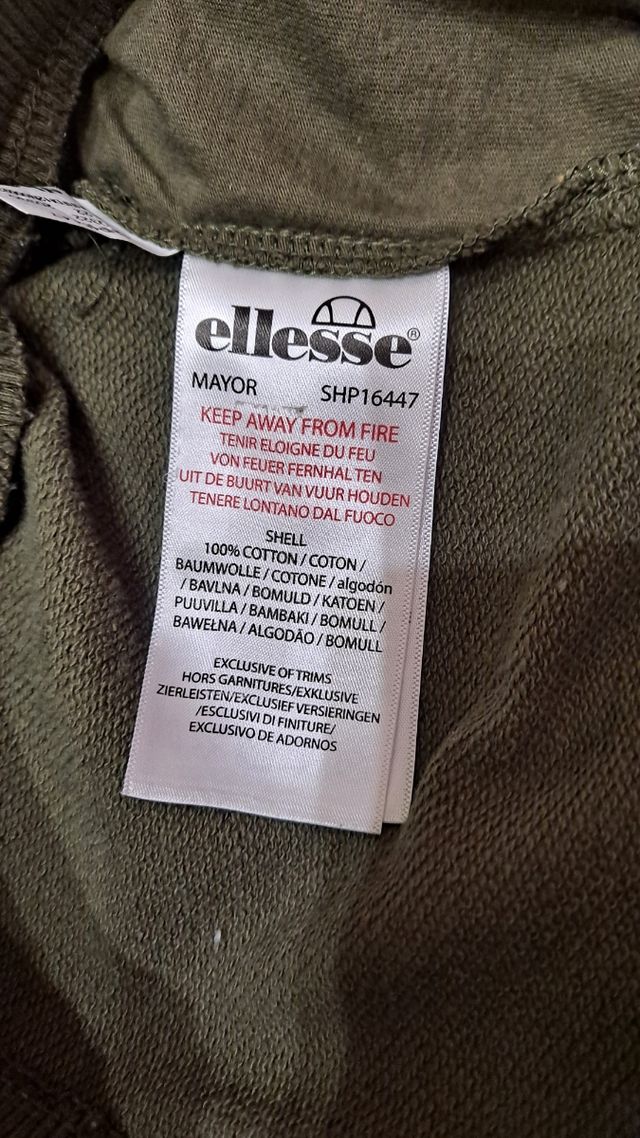 ellesse®
MAYOR SHP16447
KEEP AWAY FROM FIRE
TENIR ELOIGNE DU FEU
VON FEUER FERNHAL TEN
UIT DE BUURT VAN VUUR HOUDEN
TENERE LONTANO DAL FUOCO
SHELL
100% COTTON / COTON /
BAUMWOLLE / COTONE / algodón
/ BAVLNA / BOMULD / KATOEN /
PUUVILLA / BAMBAKI / BOMULL /
BAWEŁNA / ALGODÃO / BOMULL
EXCLUSIVE OF TRIMS
HORS GARNITURES/EXKLUSIVE
ZIERLEISTEN/EXCLUSIEF VERSIERINGEN
/ESCLUSIVI DI FINITURE/
EXCLUSIVO DE ADORNOS